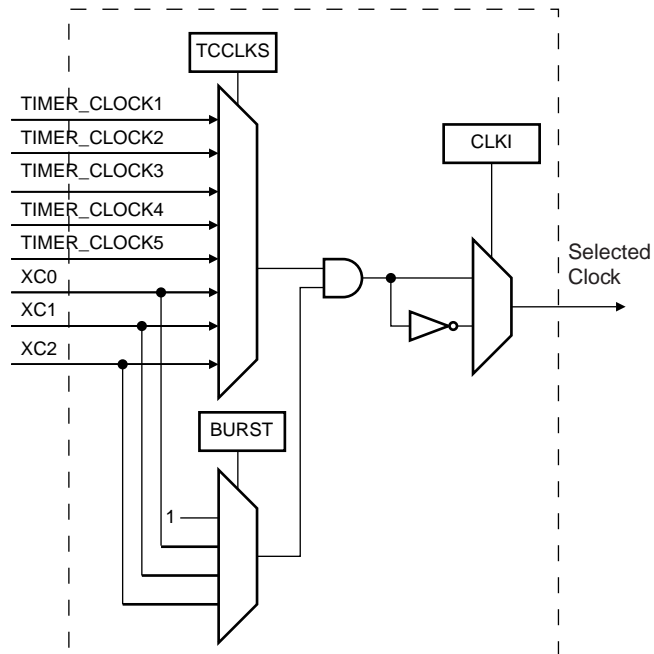 TCCLKS
TIMER_CLOCK1
TIMER_CLOCK2
TIMER_CLOCK3
TIMER_CLOCK4
TIMER_CLOCK5
XC0
XC1
XC2
CLKI
Selected
Clock
BURST
1